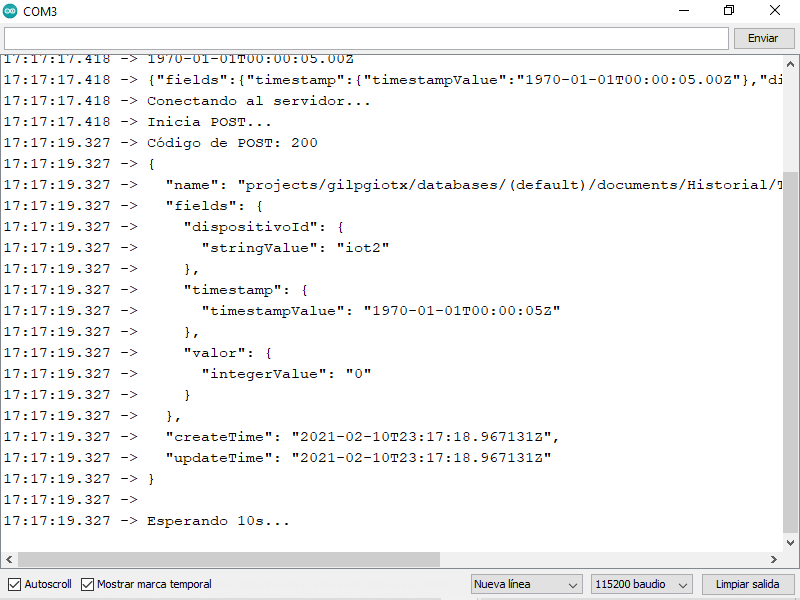 COM3
Enviar
17:17:17.418 -> 1970-01-01T00:00:05.00Z
17:17:17.418 -> {"fields":{"timestamp":{"timestampValue":"1970-01-01T00:00:05.00Z"},"di
17:17:17.418 -> Conectando al servidor...
17:17:17.418 -> Inicia POST...
17:17:19.327 -> Código de POST: 200
17:17:19.327 -> {
17:17:19.327 ->   "name": "projects/gilpgiotx/databases/(default)/documents/Historial/T
17:17:19.327 ->   "fields": {
17:17:19.327 ->     "dispositivoId": {
17:17:19.327 ->       "stringValue": "iot2"
17:17:19.327 ->     },
17:17:19.327 ->     "timestamp": {
17:17:19.327 ->       "timestampValue": "1970-01-01T00:00:05Z"
17:17:19.327 ->     },
17:17:19.327 ->     "valor": {
17:17:19.327 ->       "integerValue": "0"
17:17:19.327 ->     }
17:17:19.327 ->   },
17:17:19.327 ->   "createTime": "2021-02-10T23:17:18.967131Z",
17:17:19.327 ->   "updateTime": "2021-02-10T23:17:18.967131Z"
17:17:19.327 -> }
17:17:19.327 ->
17:17:19.327 -> Esperando 10s...
Autoscroll Mostrar marca temporal Nueva línea 115200 baudio Limpiar salida